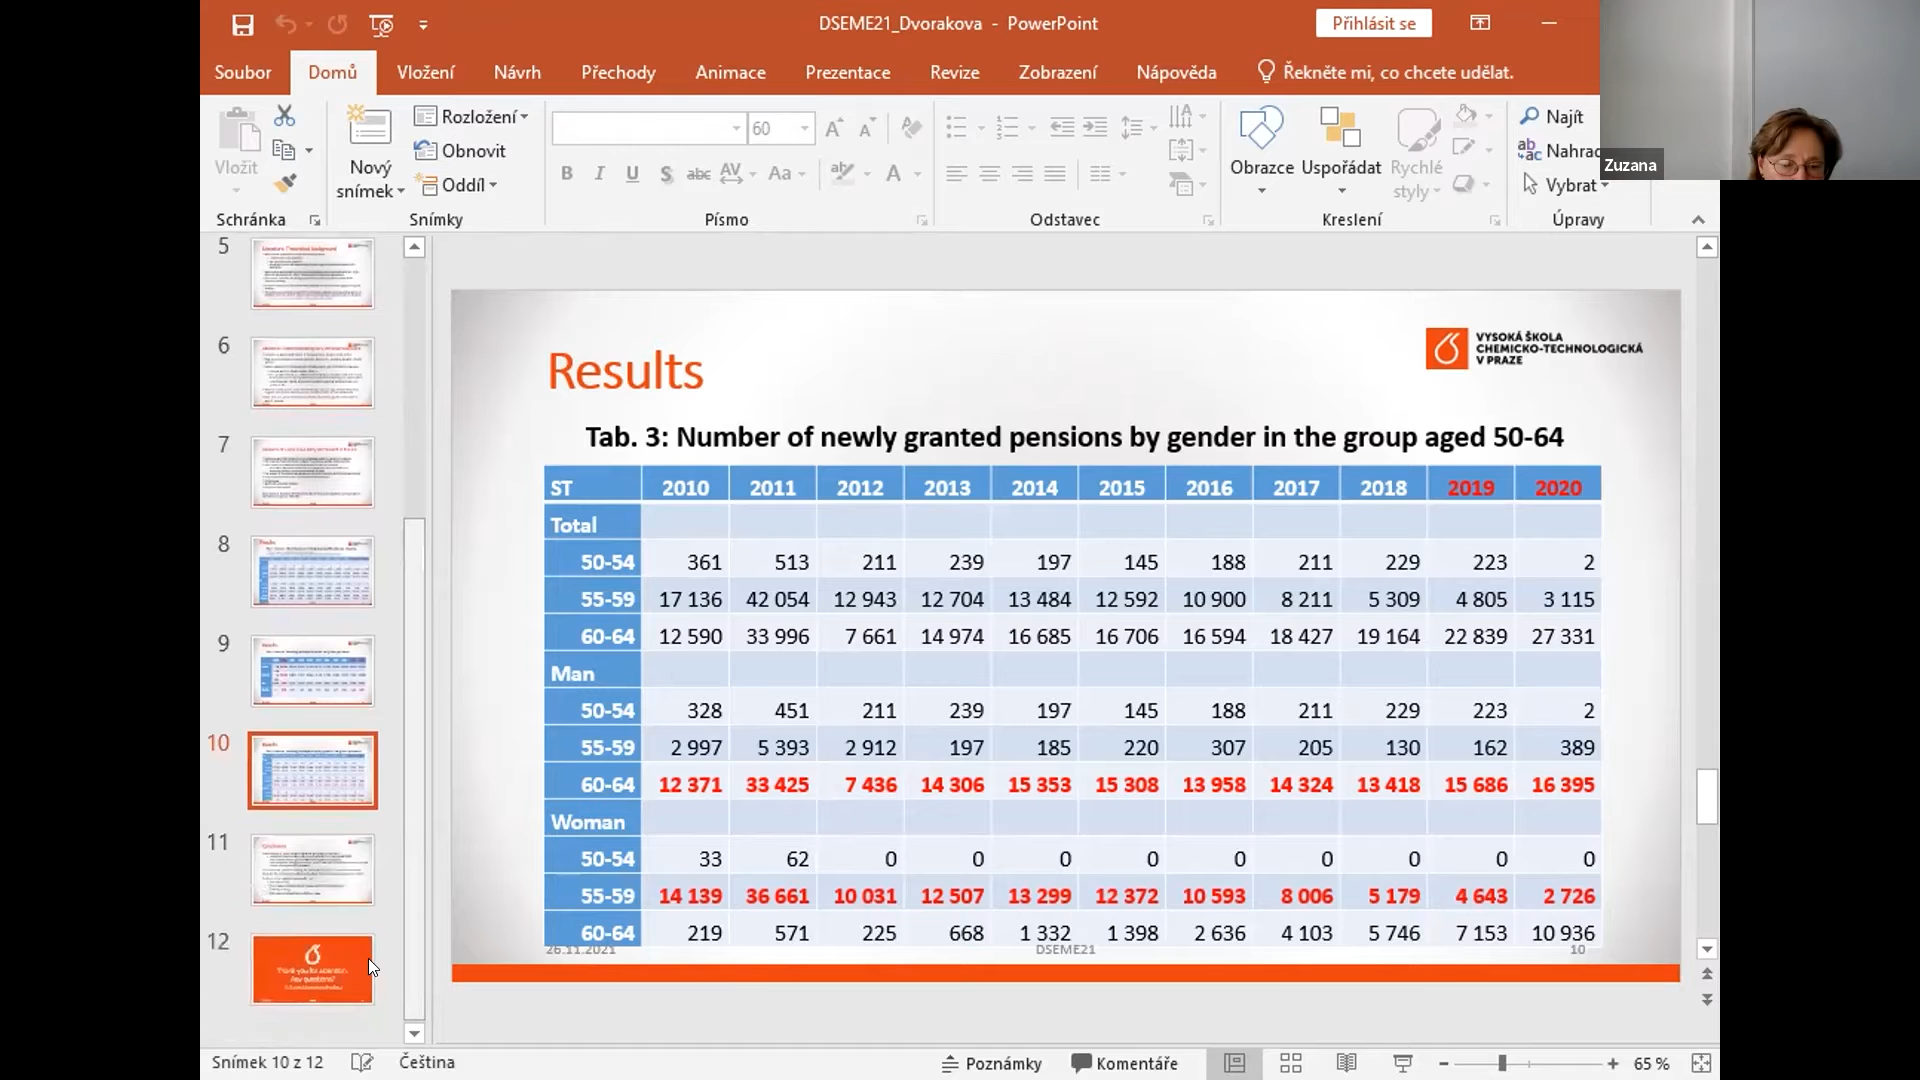 DSEME21_Dvorakova - PowerPoint
Přihlásit se
Soubor Domů Vložení Návrh Přechody Animace Prezentace Revize Zobrazení Nápověda Řekněte mi, co chcete udělat.
Vložit
Nový snímek
Rozložení
Obnovit
Oddíl
60
B I U S abc AV Aa A
Obrazce Uspořádat Rychlé styly
Najít
Nahrad
Vybrat
Zuzana
Schránka Snímky Písmo Odstavec Kreslení Úpravy
5
6
7
8
9
10
11
12
VYSOKÁ ŠKOLA
CHEMICKO-TECHNOLOGICKÁ
V PRAZE
Results
Tab. 3: Number of newly granted pensions by gender in the group aged 50-64
ST 2010 2011 2012 2013 2014 2015 2016 2017 2018 2019 2020
Total
50-54 361 513 211 239 197 145 188 211 229 223 2
55-59 17 136 42 054 12 943 12 704 13 484 12 592 10 900 8 211 5 309 4 805 3 115
60-64 12 590 33 996 7 661 14 974 16 685 16 706 16 594 18 427 19 164 22 839 27 331
Man
50-54 328 451 211 239 197 145 188 211 229 223 2
55-59 2 997 5 393 2 912 197 185 220 307 205 130 162 389
60-64 12 371 33 425 7 436 14 306 15 353 15 308 13 958 14 324 13 418 15 686 16 395
Woman
50-54 33 62 0 0 0 0 0 0 0 0 0
55-59 14 139 36 661 10 031 12 507 13 299 12 372 10 593 8 006 5 179 4 643 2 726
60-64 219 571 225 668 1 332 1 398 2 636 4 103 5 746 7 153 10 936
26.11.2021 DSEME21 10
Snímek 10 z 12 Čeština Poznámky Komentáře 65 %